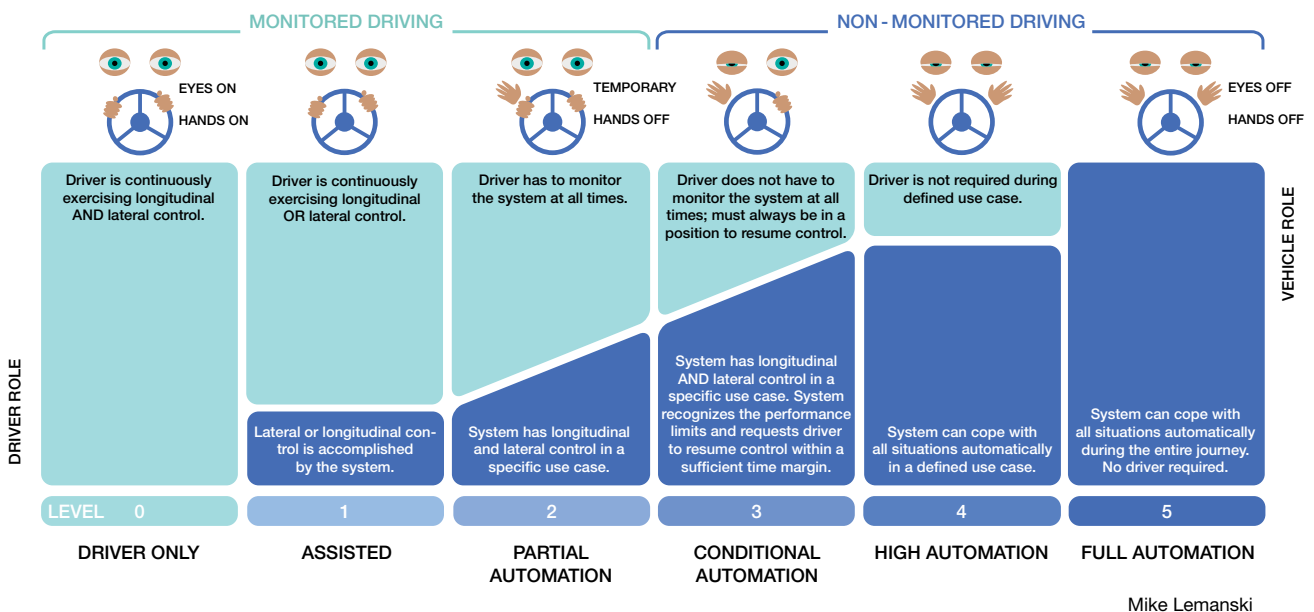 MONITORED DRIVING
NON-MONITORED DRIVING
EYES ON
HANDS ON
TEMPORARY
HANDS OFF
EYES OFF
HANDS OFF
DRIVER ROLE
VEHICLE ROLE
Driver is continuously
exercising longitudinal
AND lateral control.
Driver is continuously
exercising longitudinal
OR lateral control.
Lateral or longitudinal con-
trol is accomplished
by the system.
Driver has to monitor
the system at all times.
System has longitudinal
and lateral control in a
specific use case.
Driver does not have to
monitor the system at all
times; must always be in a
position to resume control.
System has longitudinal
AND lateral control in a
specific use case. System
recognizes the performance
limits and requests driver
to resume control within a
sufficient time margin.
Driver is not required during
defined use case.
System can cope with
all situations automatically
in a defined use case.
System can cope with
all situations automatically
during the entire journey.
No driver required.
LEVEL 0
1
2
3
4
5
DRIVER ONLY
ASSISTED
PARTIAL
AUTOMATION
CONDITIONAL
AUTOMATION
HIGH AUTOMATION
FULL AUTOMATION
Mike Lemanski